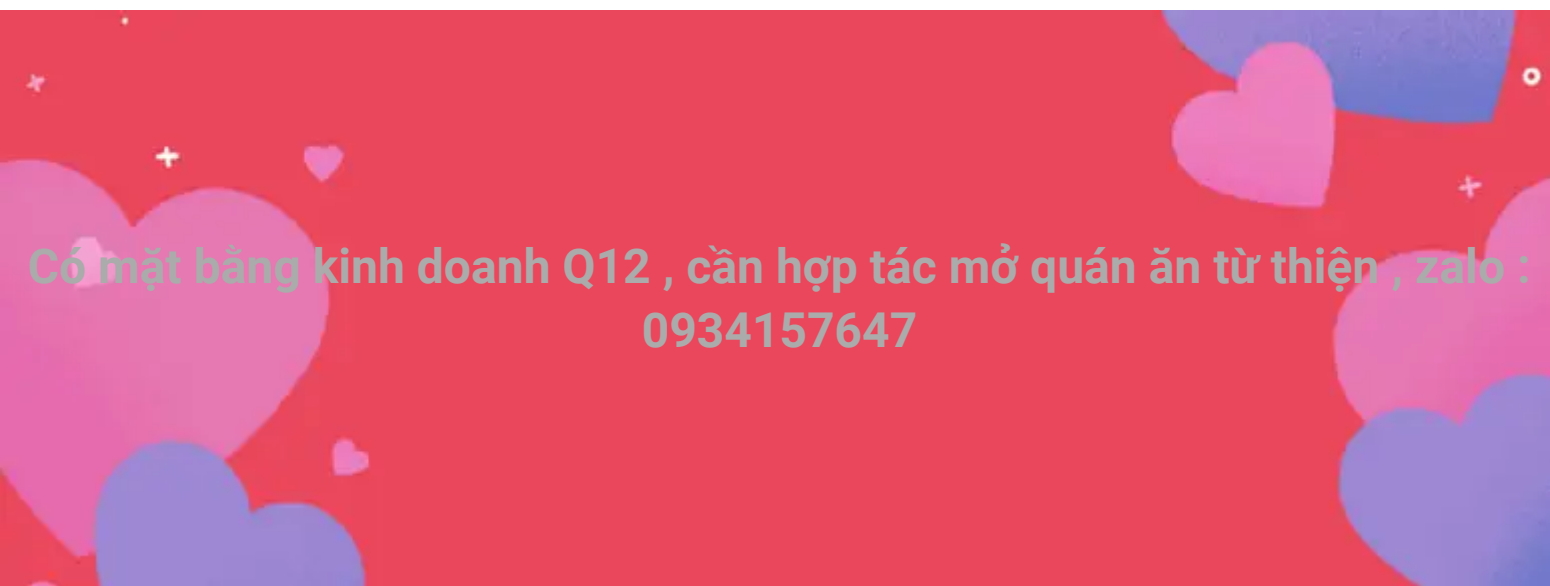 Có mặt bằng kinh doanh Q12 , cần hợp tác mở quán ăn từ thiện , zalo :
0934157647